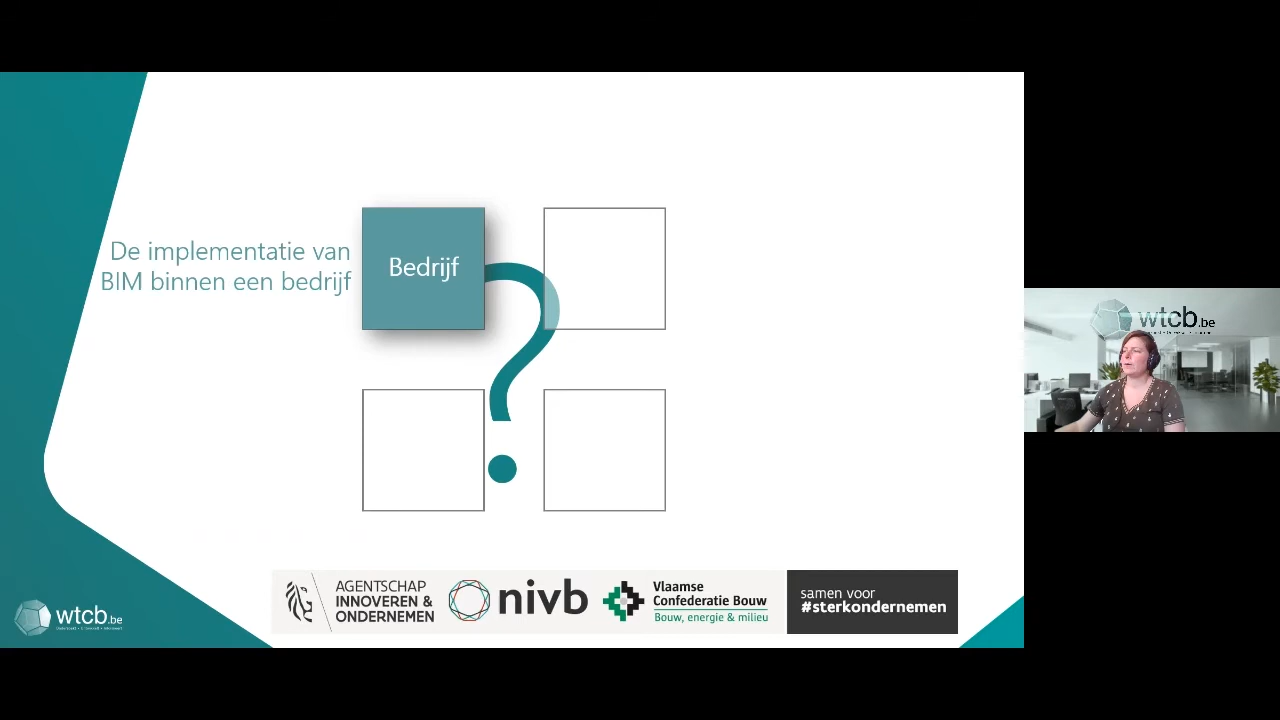 De implementatie van
BIM binnen een bedrijf
Bedrijf
wtcb.be
AGENTSCHAP
INNOVEREN &
ONDERNEMEN
nivb
Vlaamse
Confederatie Bouw
Bouw, energie & milieu
samen voor
#sterkondernemen
wtcb.be